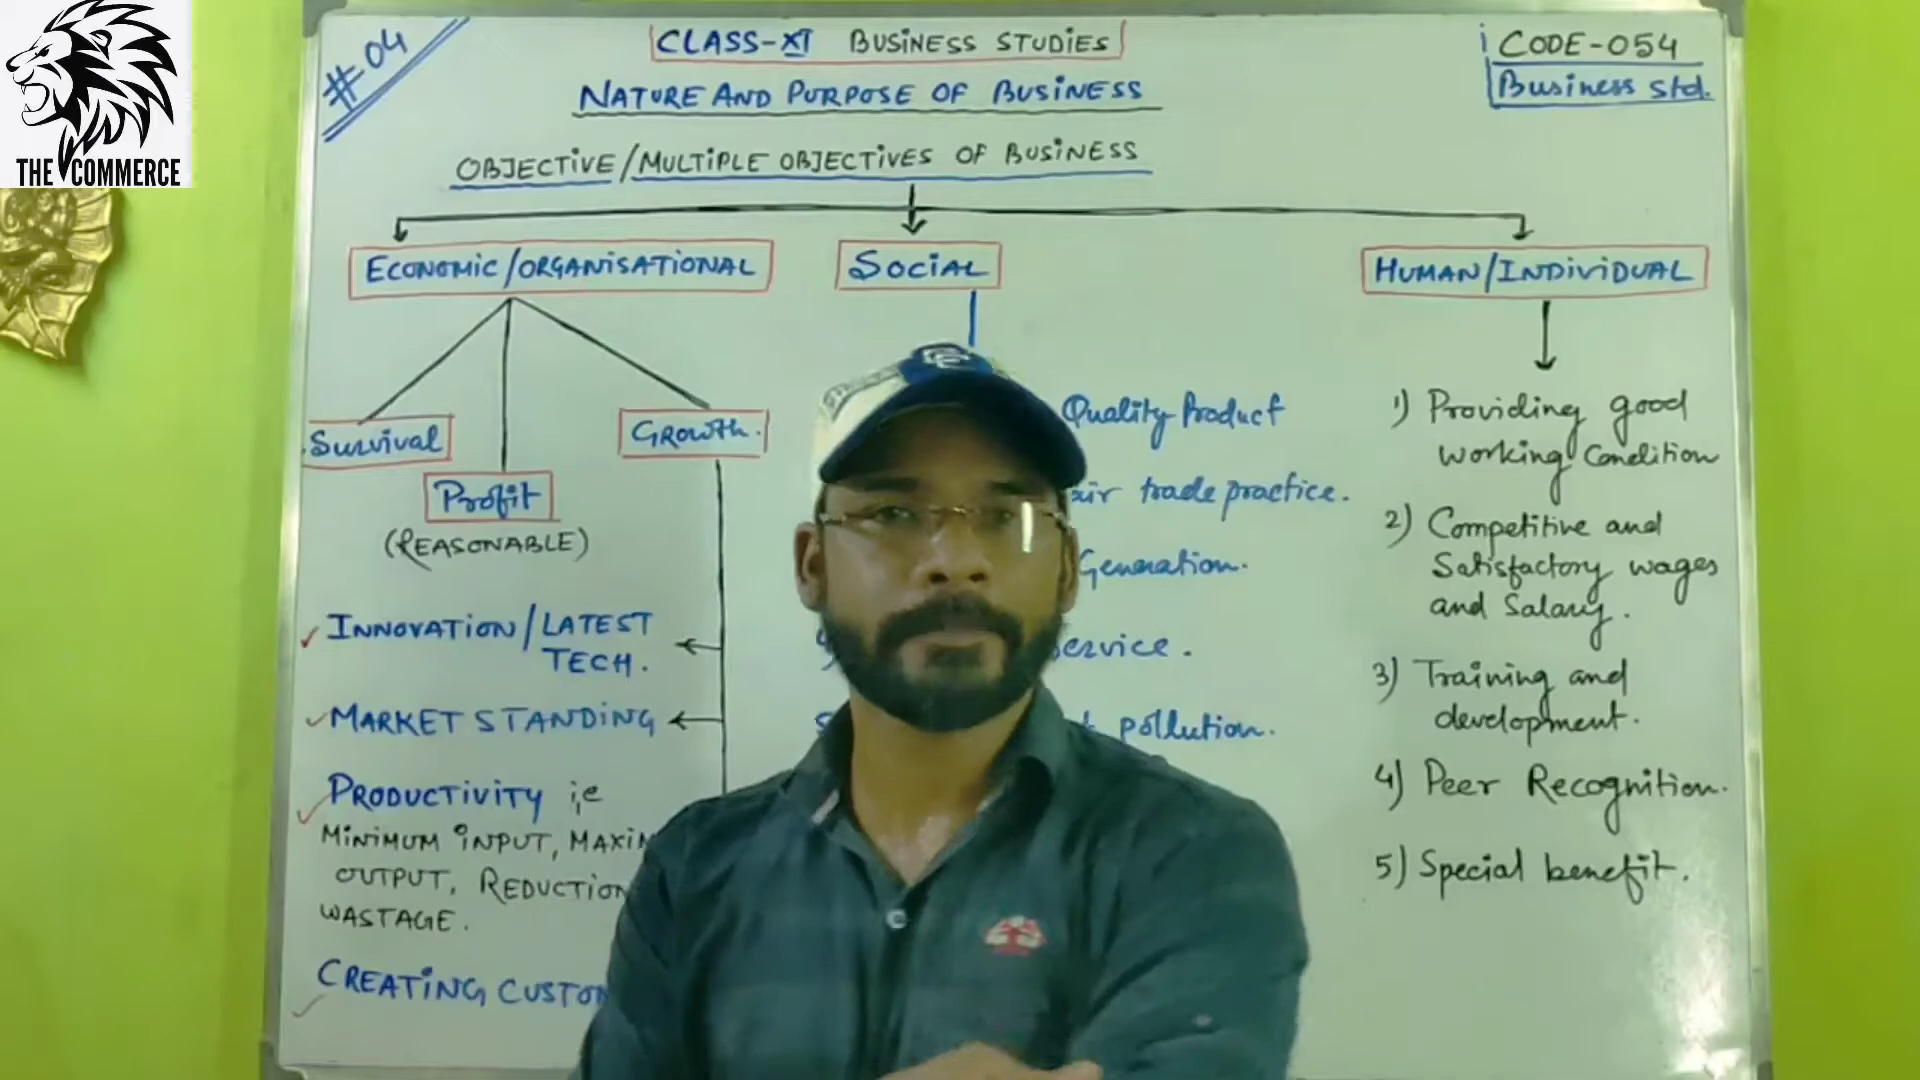 THE COMMERCE
#04
CLASS-XI BUSINESS STUDIES
CODE-054
Business Std.
NATURE AND PURPOSE OF BUSINESS
OBJECTIVE/MULTIPLE OBJECTIVES OF BUSINESS
ECONOMIC/ORGANISATIONAL
Survival
Profit
(REASONABLE)
GROWTH.
INNOVATION/LATEST
TECH.
MARKET STANDING
PRODUCTIVITY i,e
MINIMUM INPUT,
OUTPUT, REDUCTION
WASTAGE.
CREATING
SOCIAL
Quality Product
trade practice.
Generation.
pollution.
HUMAN/INDIVIDUAL
1) Providing good
working Condition
2) Competitive and
Satisfactory wages
and Salary.
3) Training and
development.
4) Peer Recognition.
5) Special benefit.